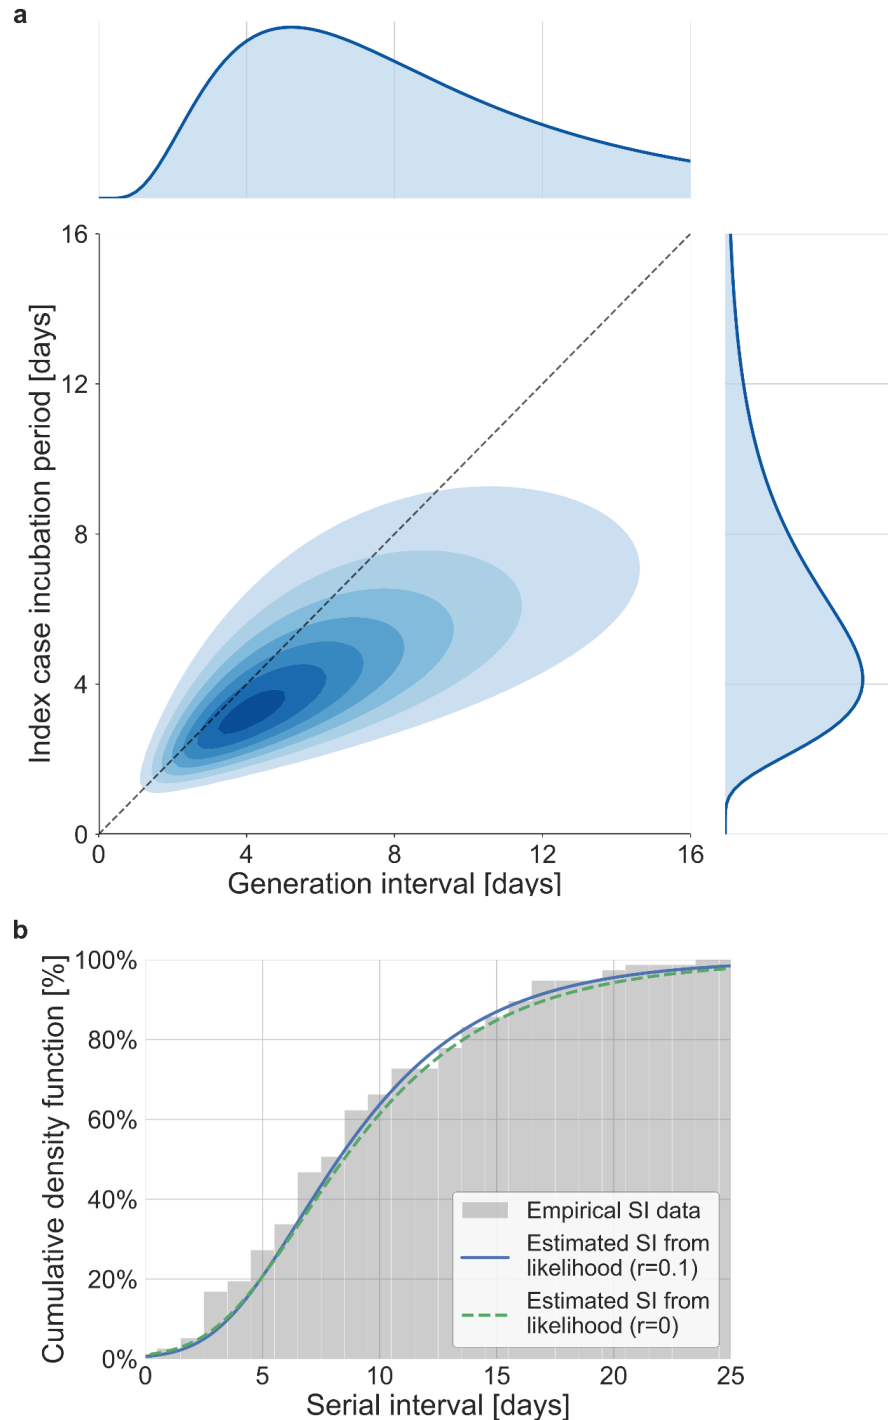 a
16
12
8
4
0
Index case incubation period [days]
0 4 8 12 16
Generation interval [days]
b
100%
80%
60%
40%
20%
0%
Cumulative density function [%]
Empirical SI data
Estimated SI from
likelihood (r=0.1)
Estimated SI from
likelihood (r=0)
0 5 10 15 20 25
Serial interval [days]